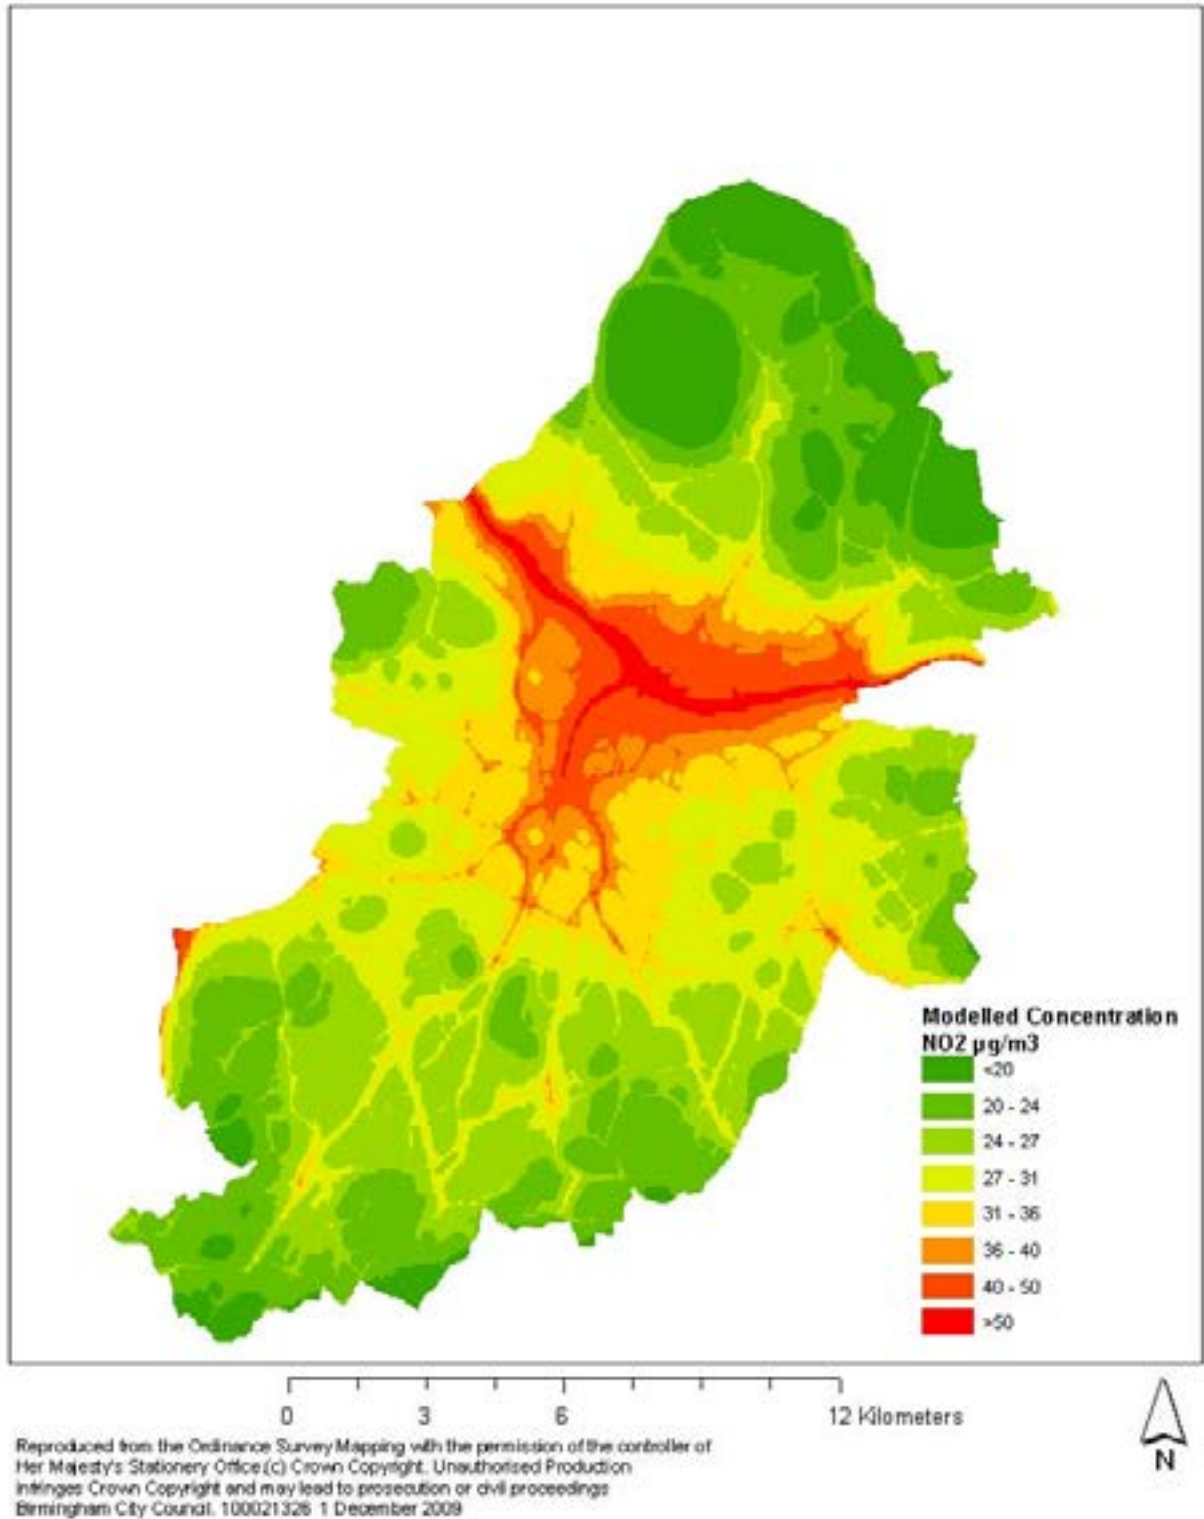 Modelled Concentration
NO2 µg/m3
<20
20 - 24
24 - 27
27 - 31
31 - 36
36 - 40
40 - 50
>50
0 3 6 12 Kilometers
N
Reproduced from the Ordinance Survey Mapping with the permission of the controller of
Her Majesty's Stationery Office,(c) Crown Copyright. Unauthorised Production
Infringes Crown Copyright and may lead to prosecution or civil proceedings
Birmingham City Council. 100021326 1 December 2009